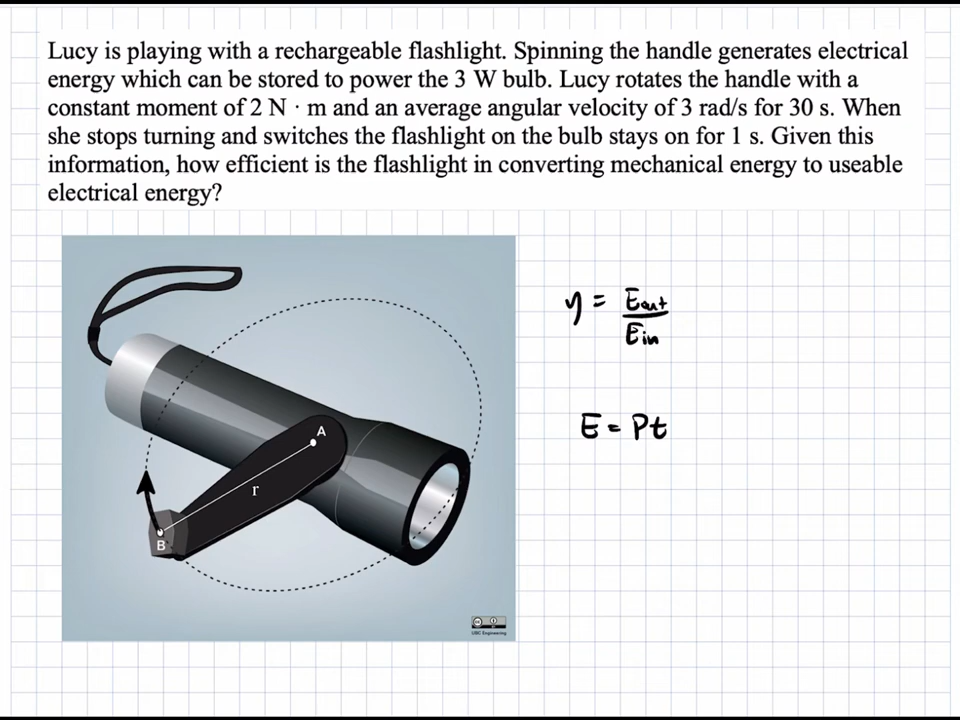 Lucy is playing with a rechargeable flashlight. Spinning the handle generates electrical
energy which can be stored to power the 3 W bulb. Lucy rotates the handle with a
constant moment of 2 N · m and an average angular velocity of 3 rad/s for 30 s. When
she stops turning and switches the flashlight on the bulb stays on for 1 s. Given this
information, how efficient is the flashlight in converting mechanical energy to useable
electrical energy?
η = Eout
Ein
A
E = Pt
r
B
UBC Engineering